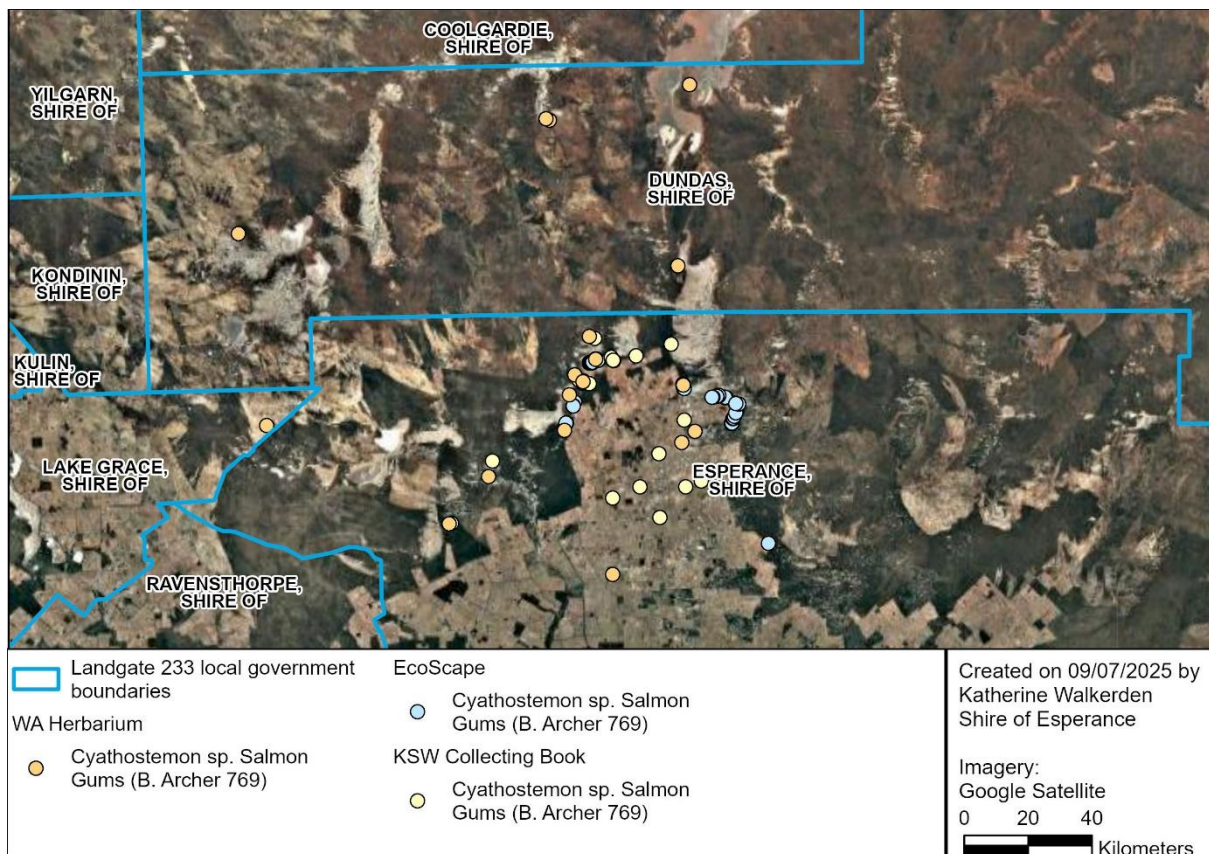 COOLGARDIE,
SHIRE OF
YILGARN,
SHIRE OF
DUNDAS,
SHIRE OF
KONDININ,
SHIRE OF
KULIN,
SHIRE OF
LAKE GRACE,
SHIRE OF
ESPERANCE,
SHIRE OF
RAVENSTHORPE,
SHIRE OF
Landgate 233 local government
boundaries
WA Herbarium
Cyathostemon sp. Salmon
Gums (B. Archer 769)
EcoScape
Cyathostemon sp. Salmon
Gums (B. Archer 769)
KSW Collecting Book
Cyathostemon sp. Salmon
Gums (B. Archer 769)
Created on 09/07/2025 by
Katherine Walkerden
Shire of Esperance
Imagery:
Google Satellite
0 20 40
Kilometers